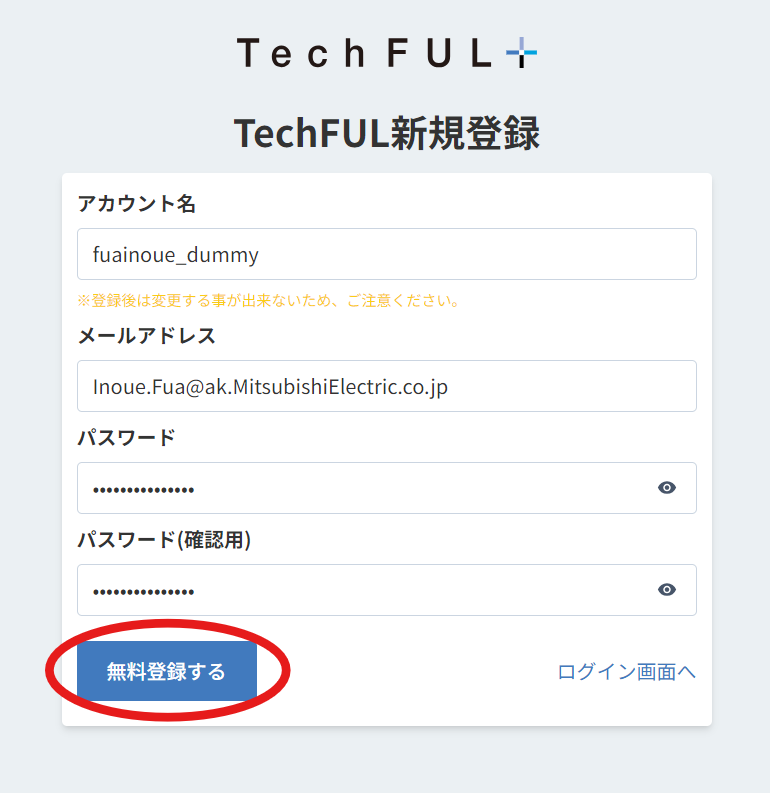 TechFUL
TechFUL新規登録
アカウント名
fuainoue_dummy
※登録後は変更する事が出来ないため、ご注意ください。
メールアドレス
Inoue.Fua@ak.MitsubishiElectric.co.jp
パスワード
•••••••••••••••
パスワード(確認用)
•••••••••••••••
無料登録する
ログイン画面へ